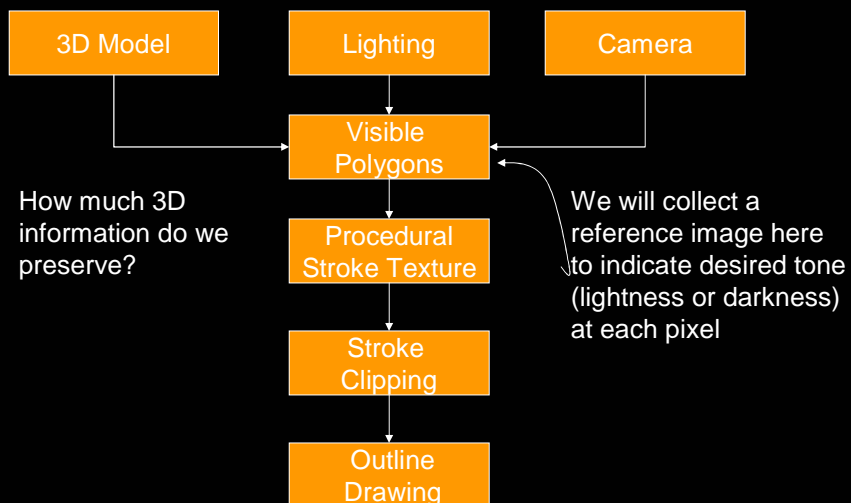 3D Model
Lighting
Camera
Visible
Polygons
How much 3D
information do we
preserve?
We will collect a
reference image here
to indicate desired tone
(lightness or darkness)
at each pixel
Procedural
Stroke Texture
Stroke
Clipping
Outline
Drawing